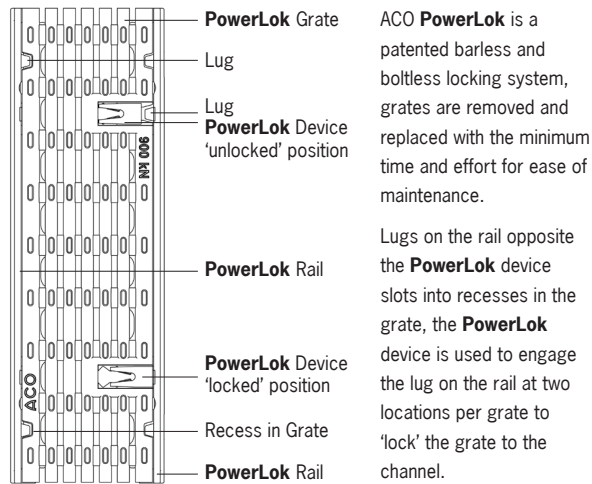 PowerLok Grate
Lug
Lug
PowerLok Device
'unlocked' position
900 kN
PowerLok Rail
PowerLok Device
'locked' position
ACO
Recess in Grate
PowerLok Rail
ACO PowerLok is a
patented barless and
boltless locking system,
grates are removed and
replaced with the minimum
time and effort for ease of
maintenance.
Lugs on the rail opposite
the PowerLok device
slots into recesses in the
grate, the PowerLok
device is used to engage
the lug on the rail at two
locations per grate to
'lock' the grate to the
channel.